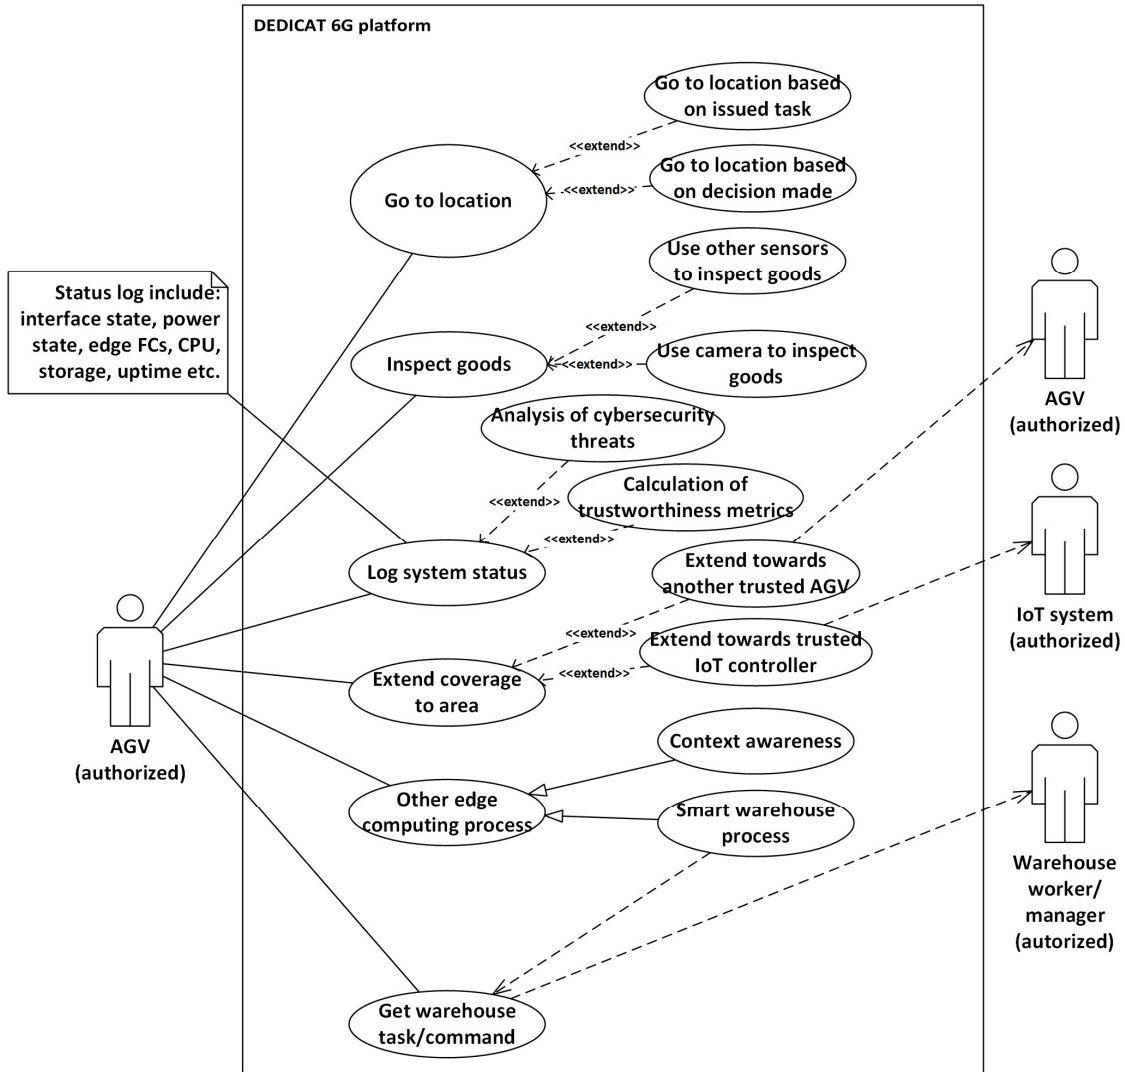 DEDICAT 6G platform
Go to location based
on issued task
<<extend>>
Go to location based
on decision made
<<extend>>
Go to location
Use other sensors
to inspect goods
Status log include:
interface state, power
state, edge FCs, CPU,
storage, uptime etc.
<<extend>>
Inspect goods
<<extend>>
Use camera to inspect
goods
AGV
(authorized)
Analysis of cybersecurity
threats
Calculation of
trustworthiness metrics
<<extend>>
<<extend>>
Log system status
Extend towards
another trusted AGV
IoT system
(authorized)
<<extend>>
Extend towards trusted
IoT controller
<<extend>>
Extend coverage
to area
AGV
(authorized)
Context awareness
Other edge
computing process
Smart warehouse
process
Warehouse
worker/
manager
(autorized)
Get warehouse
task/command